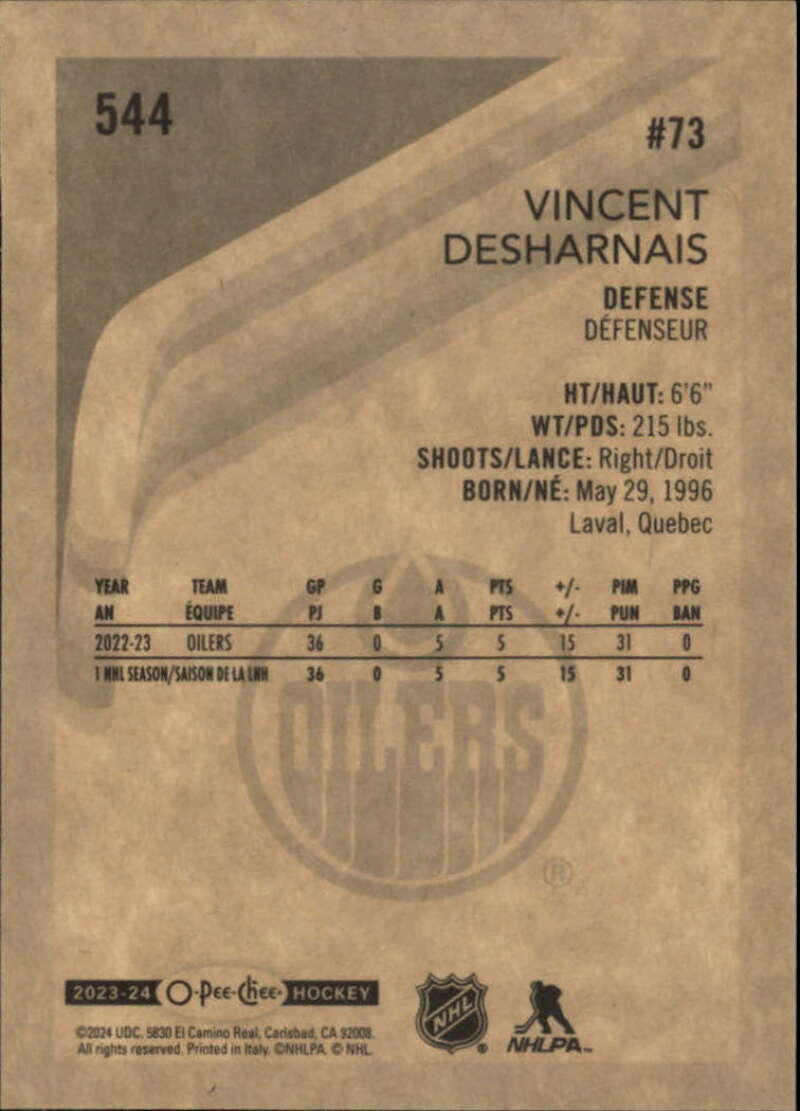 544
#73
VINCENT
DESHARNAIS
DEFENSE
DÉFENSEUR
HT/HAUT: 6'6"
WT/PDS: 215 lbs.
SHOOTS/LANCE: Right/Droit
BORN/NÉ: May 29, 1996
Laval, Quebec
YEAR TEAM GP G A PTS +/- PIM PPG
AN ÉQUIPE PJ B A PTS +/- PUN BAN
2022-23 OILERS 36 0 5 5 15 31 0
1 NHL SEASON/SAISON DE LA LNH 36 0 5 5 15 31 0
OILERS
®
2023-24 O-Pee-Chee HOCKEY
©2024 UDC, 5830 El Camino Real, Carlsbad, CA 92008.
All rights reserved. Printed in Italy. ©NHLPA. © NHL.
NHL ®
NHLPA™